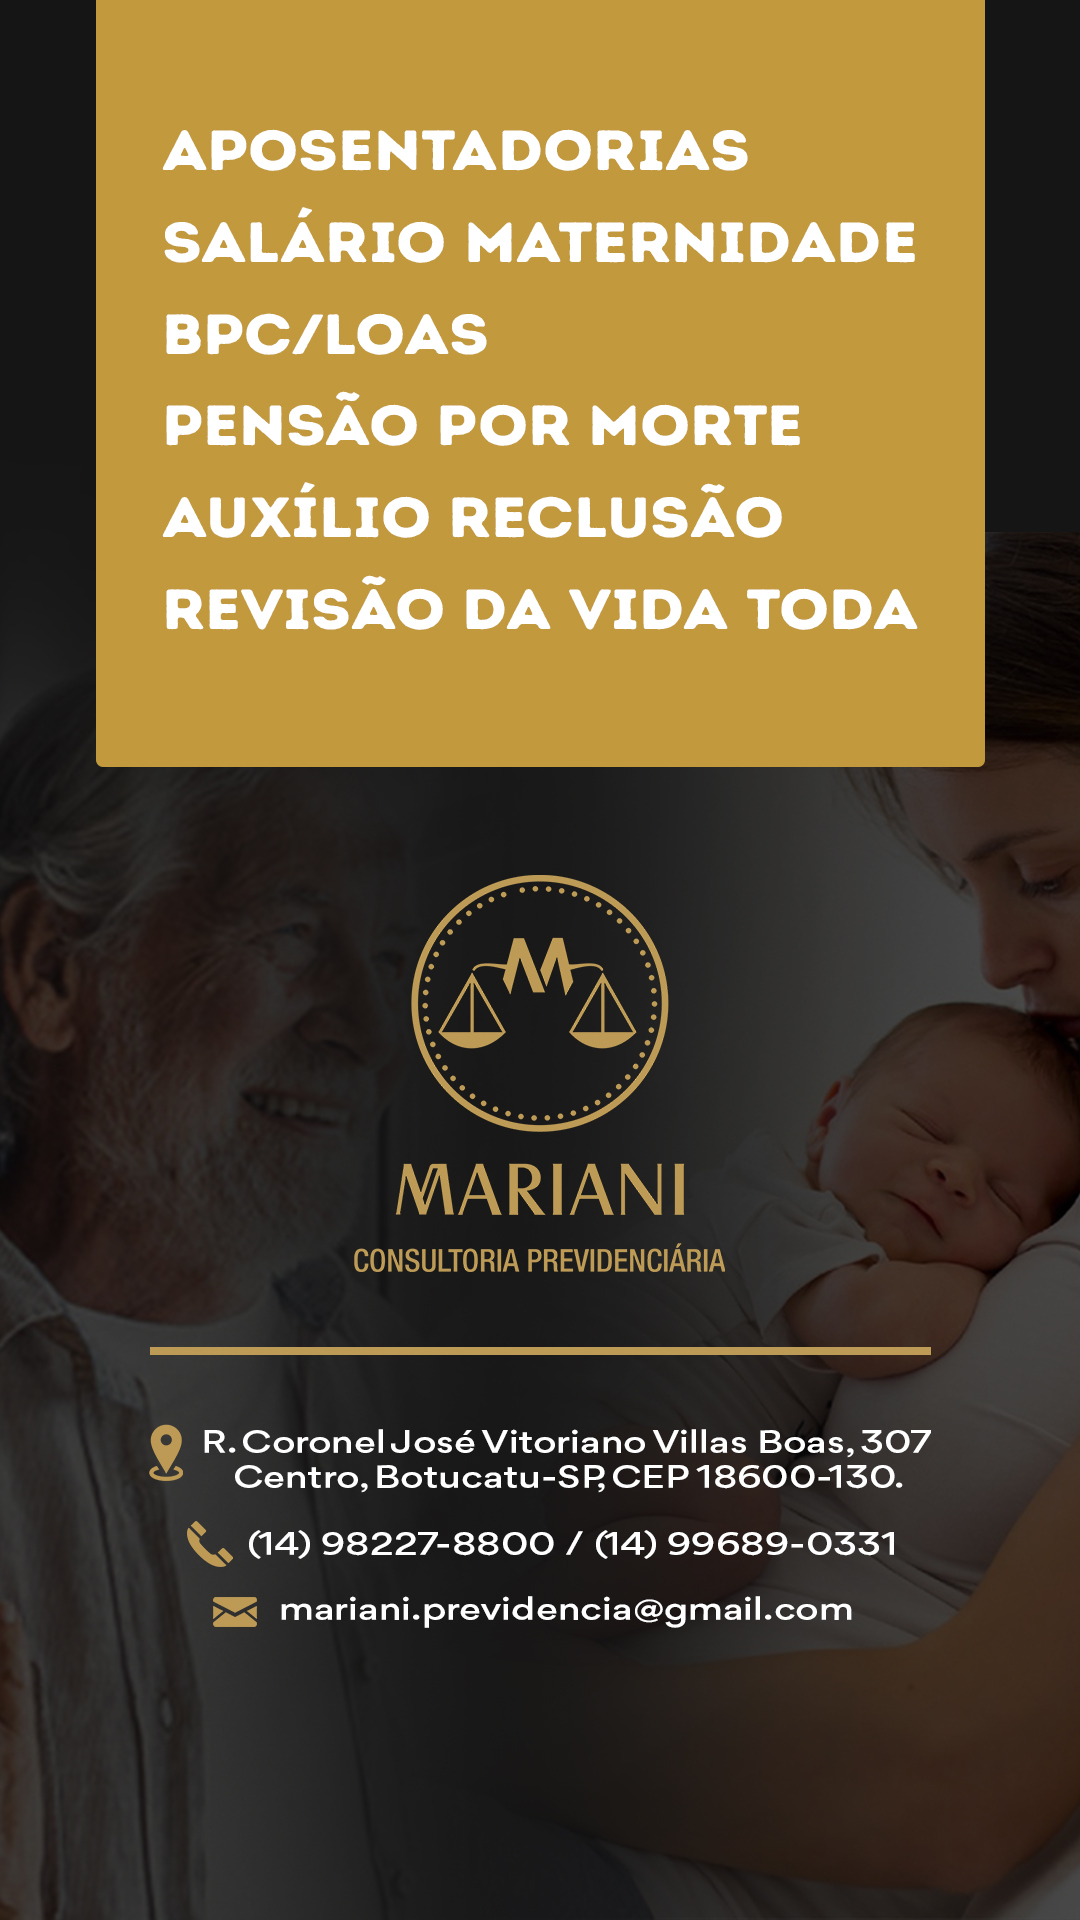 APOSENTADORIAS
SALÁRIO MATERNIDADE
BPC/LOAS
PENSÃO POR MORTE
AUXÍLIO RECLUSÃO
REVISÃO DA VIDA TODA
M
MARIANI
CONSULTORIA PREVIDENCIÁRIA
R. Coronel José Vitoriano Villas Boas, 307
Centro, Botucatu-SP, CEP 18600-130.
(14) 98227-8800 / (14) 99689-0331
mariani.previdencia@gmail.com